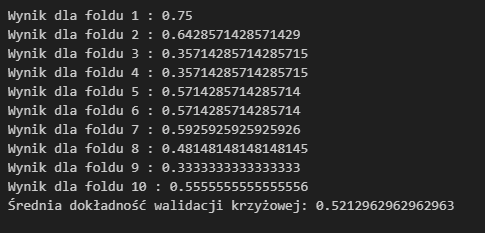 Wynik dla foldu 1 : 0.75
Wynik dla foldu 2 : 0.6428571428571429
Wynik dla foldu 3 : 0.35714285714285715
Wynik dla foldu 4 : 0.35714285714285715
Wynik dla foldu 5 : 0.5714285714285714
Wynik dla foldu 6 : 0.5714285714285714
Wynik dla foldu 7 : 0.5925925925925926
Wynik dla foldu 8 : 0.48148148148148145
Wynik dla foldu 9 : 0.3333333333333333
Wynik dla foldu 10 : 0.5555555555555556
Średnia dokładność walidacji krzyżowej: 0.5212962962962963